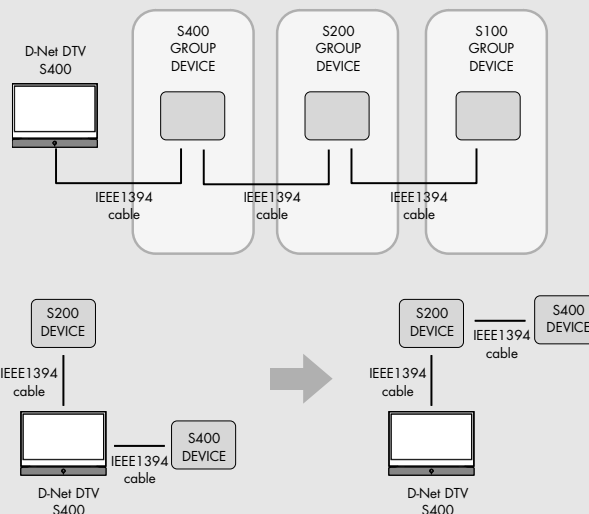 D-Net DTV
S400
S400
GROUP
DEVICE
S200
GROUP
DEVICE
S100
GROUP
DEVICE
IEEE1394
cable
IEEE1394
cable
IEEE1394
cable
S200
DEVICE
IEEE1394
cable
S400
DEVICE
IEEE1394
cable
D-Net DTV
S400
S200
DEVICE
S400
DEVICE
IEEE1394
cable
IEEE1394
cable
D-Net DTV
S400